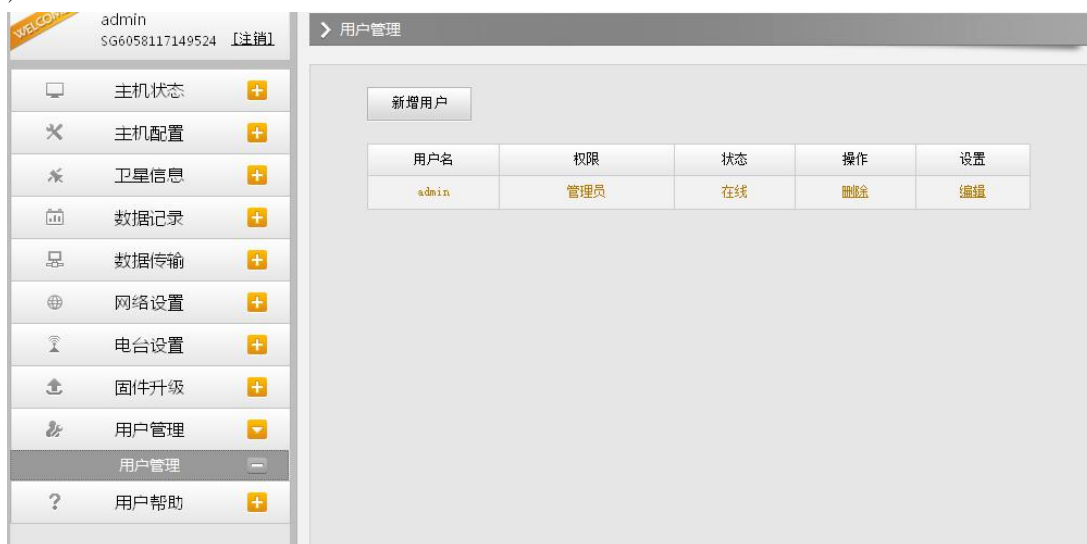 WELCOME
admin
SG6058117149524 [注销]
主机状态
主机配置
卫星信息
数据记录
数据传输
网络设置
电台设置
固件升级
用户管理
用户管理
? 用户帮助
用户管理
新增用户
用户名 权限 状态 操作 设置
admin 管理员 在线 删除 编辑